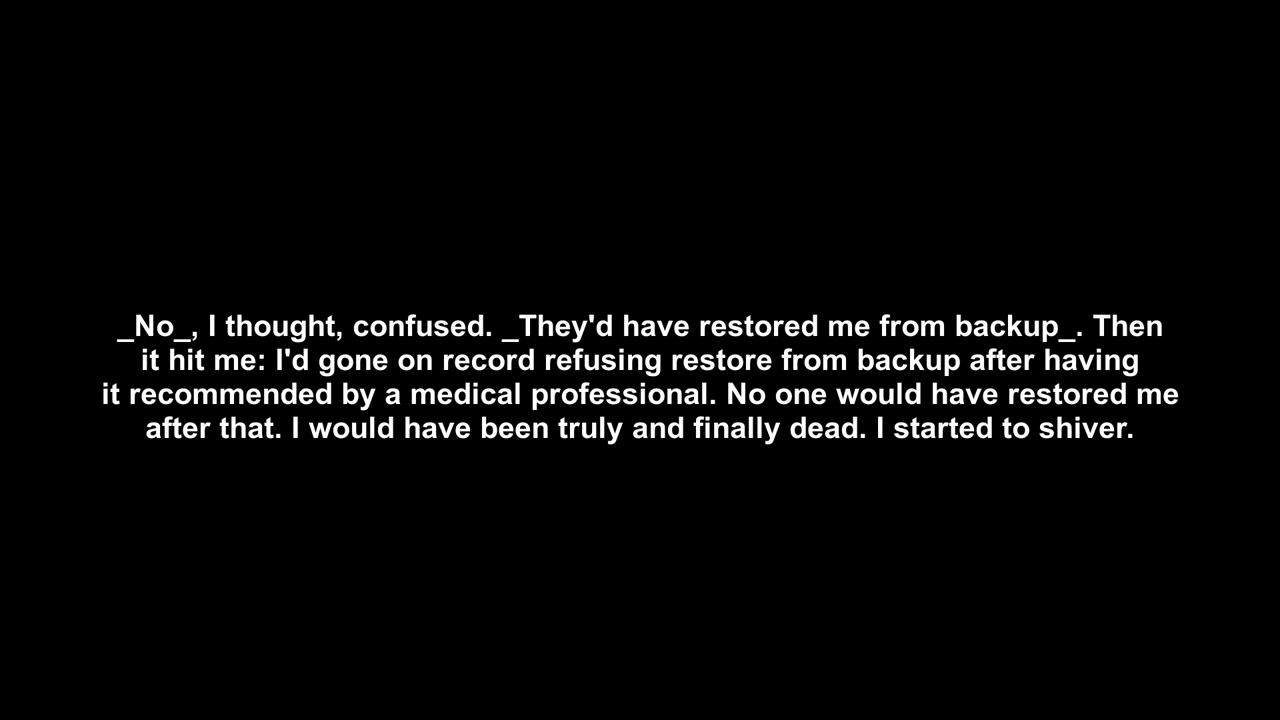 _No_, I thought, confused. _They'd have restored me from backup_. Then
it hit me: I'd gone on record refusing restore from backup after having
it recommended by a medical professional. No one would have restored me
after that. I would have been truly and finally dead. I started to shiver.